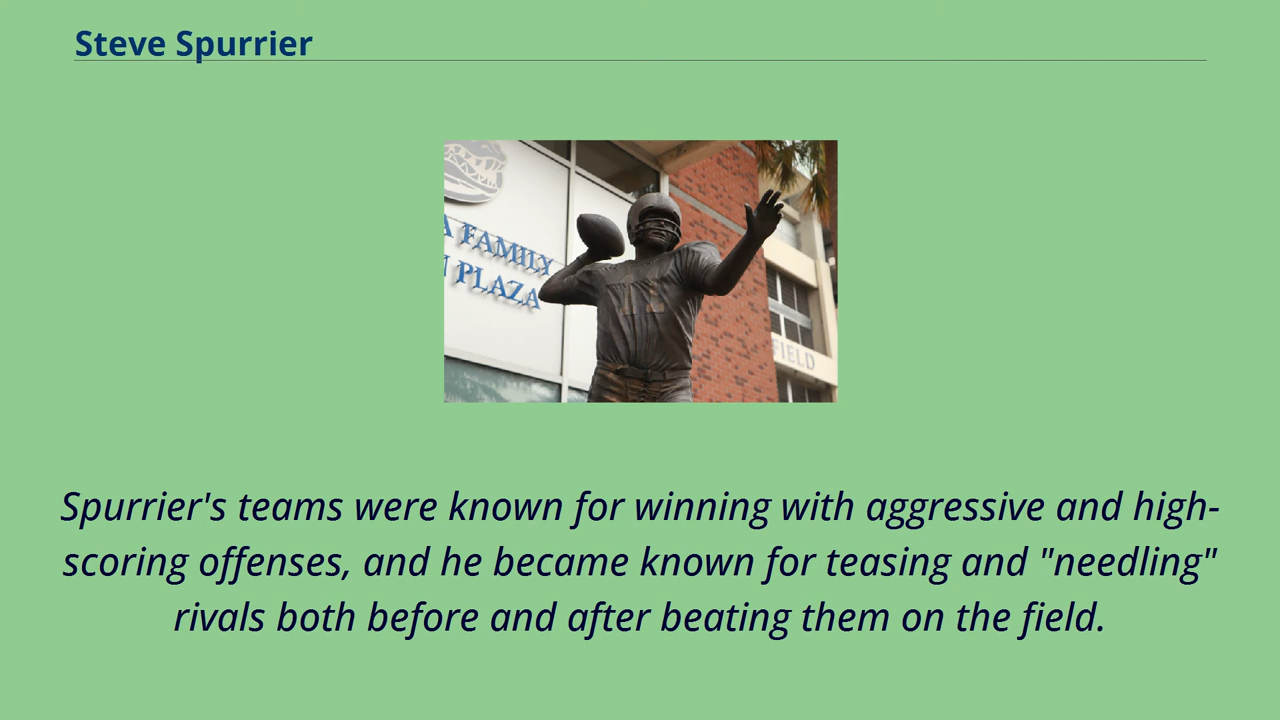 Steve Spurrier
A FAMILY
PLAZA
FIELD
Spurrier's teams were known for winning with aggressive and high-
scoring offenses, and he became known for teasing and "needling"
rivals both before and after beating them on the field.